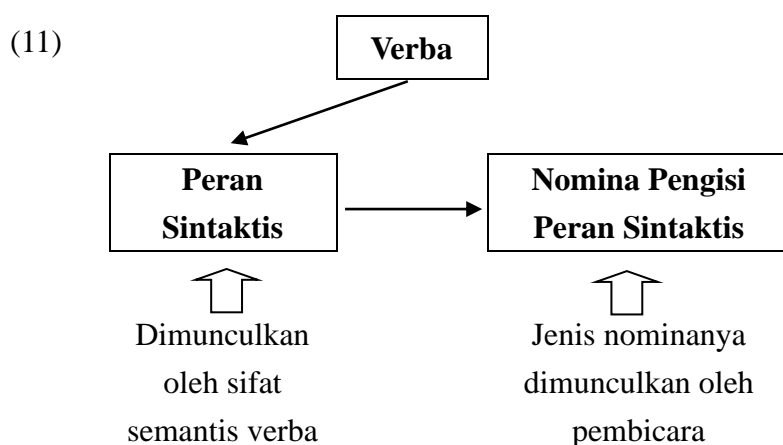 (11)
Verba
Peran
Sintaktis
Nomina Pengisi
Peran Sintaktis
Dimunculkan
oleh sifat
semantis verba
Jenis nominanya
dimunculkan oleh
pembicara